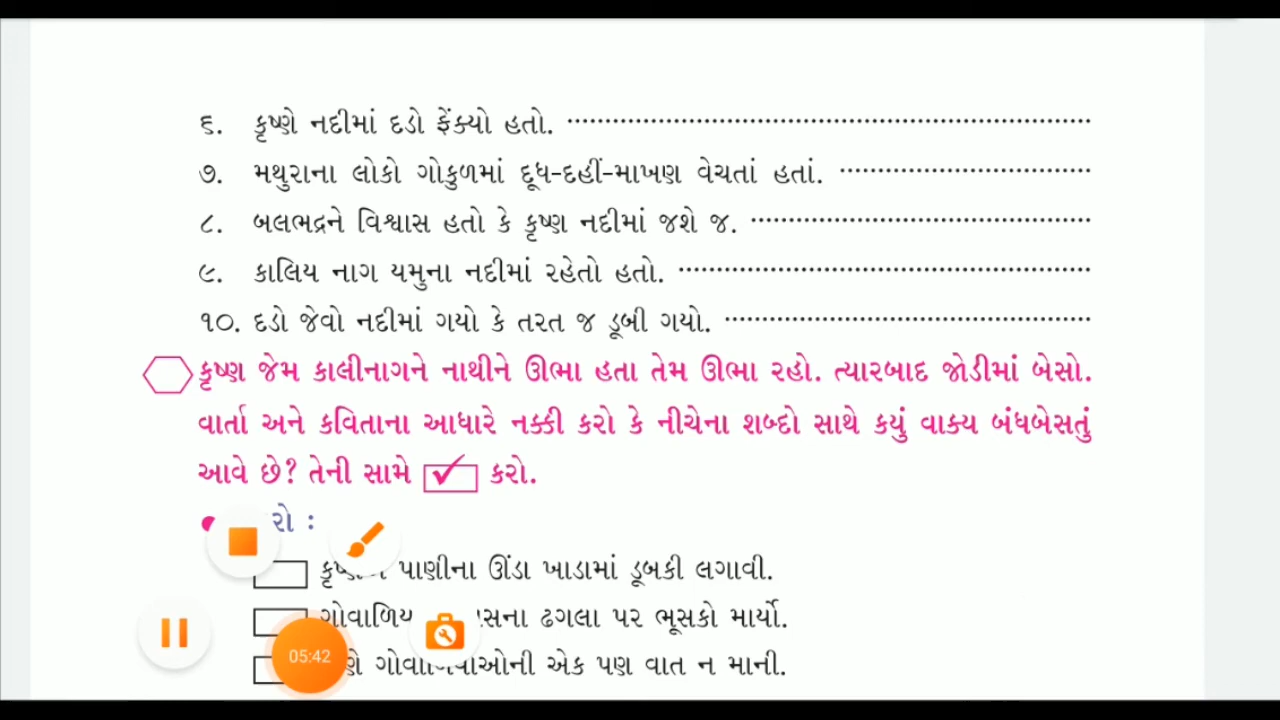 ૬. કૃષ્ણે નદીમાં દડો ફેંક્યો હતો. ........................................................................
૭. મથુરાના લોકો ગોકુળમાં દૂધ-દહીં-માખણ વેચતાં હતાં. ..................................
૮. બલભદ્રને વિશ્વાસ હતો કે કૃષ્ણ નદીમાં જશે જ. ..............................................
૯. કાલિય નાગ યમુના નદીમાં રહેતો હતો. ........................................................
૧૦. દડો જેવો નદીમાં ગયો કે તરત જ ડૂબી ગયો. ..................................................
કૃષ્ણ જેમ કાલીનાગને નાથીને ઊભા હતા તેમ ઊભા રહો. ત્યારબાદ જોડીમાં બેસો.
વાર્તા અને કવિતાના આધારે નક્કી કરો કે નીચેના શબ્દો સાથે કયું વાક્ય બંધબેસતું
આવે છે? તેની સામે ✓ કરો.
પાણીના ઊંડા ખાડામાં ડૂબકી લગાવી.
ઢગલા પર ભૂસકો માર્યો.
05:42 ગોવાળિયાઓની એક પણ વાત ન માની.